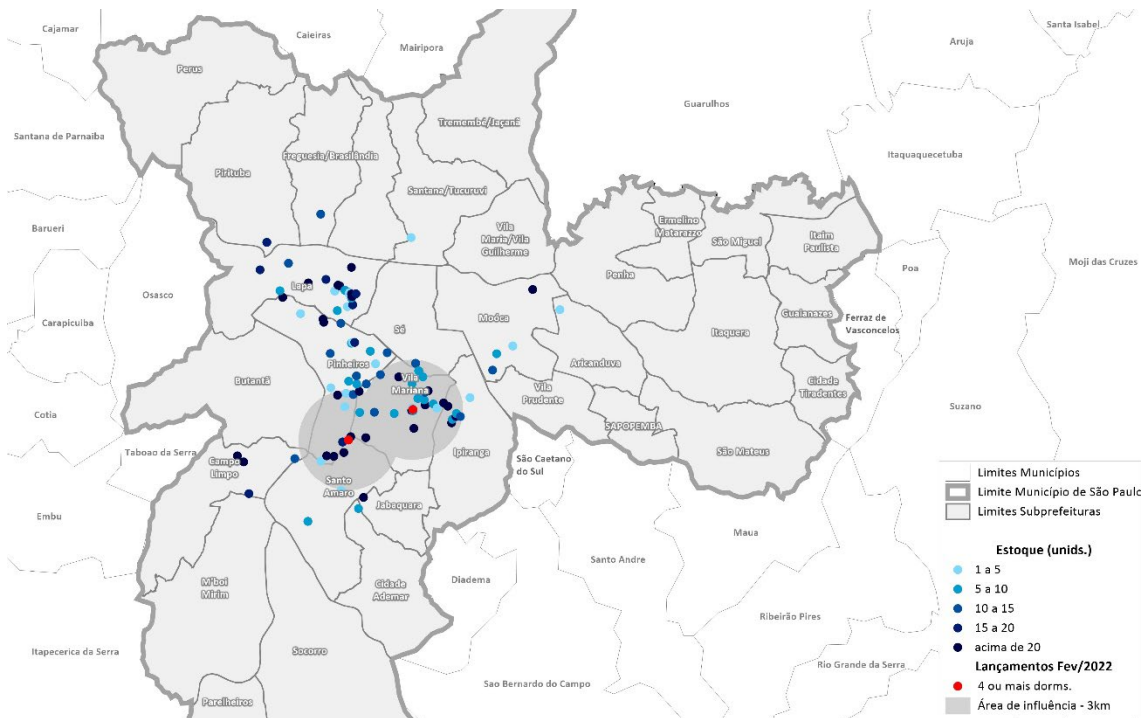 Cajamar
Caieiras
Mairipora
Santa Isabel
Aruja
Perus
Guarulhos
Santana de Parnaiba
Tremembé/Jaçanã
Freguesia/Brasilândia
Itaquaquecetuba
Pirituba
Santana/Tucuruvi
Barueri
Vila
Maria/Vila
Guilherme
Ermelino
Matarazzo
São Miguel
Itaim
Paulista
Poa
Moji das Cruzes
Penha
Lapa
Osasco
Carapicuiba
Sé
Moóca
Itaquera
Guaianazes
Ferraz de
Vasconcelos
Pinheiros
Aricanduva
Butantã
Vila
Mariana
Vila
Prudente
Cidade
Tiradentes
Suzano
Cotia
SAPOPEMBA
Taboao da Serra
Campo
Limpo
Ipiranga
São Caetano
do Sul
São Mateus
Santo
Amaro
Jabaquara
Embu
Santo Andre
Maua
Diadema
M'boi
Mirim
Cidade
Ademar
Ribeirão Pires
Itapecerica da Serra
Socorro
Sao Bernardo do Campo
Rio Grande da Serra
Parelheiros
Limites Municípios
Limite Município de São Paulo
Limites Subprefeituras
Estoque (unids.)
1 a 5
5 a 10
10 a 15
15 a 20
acima de 20
Lançamentos Fev/2022
4 ou mais dorms.
Área de influência - 3km